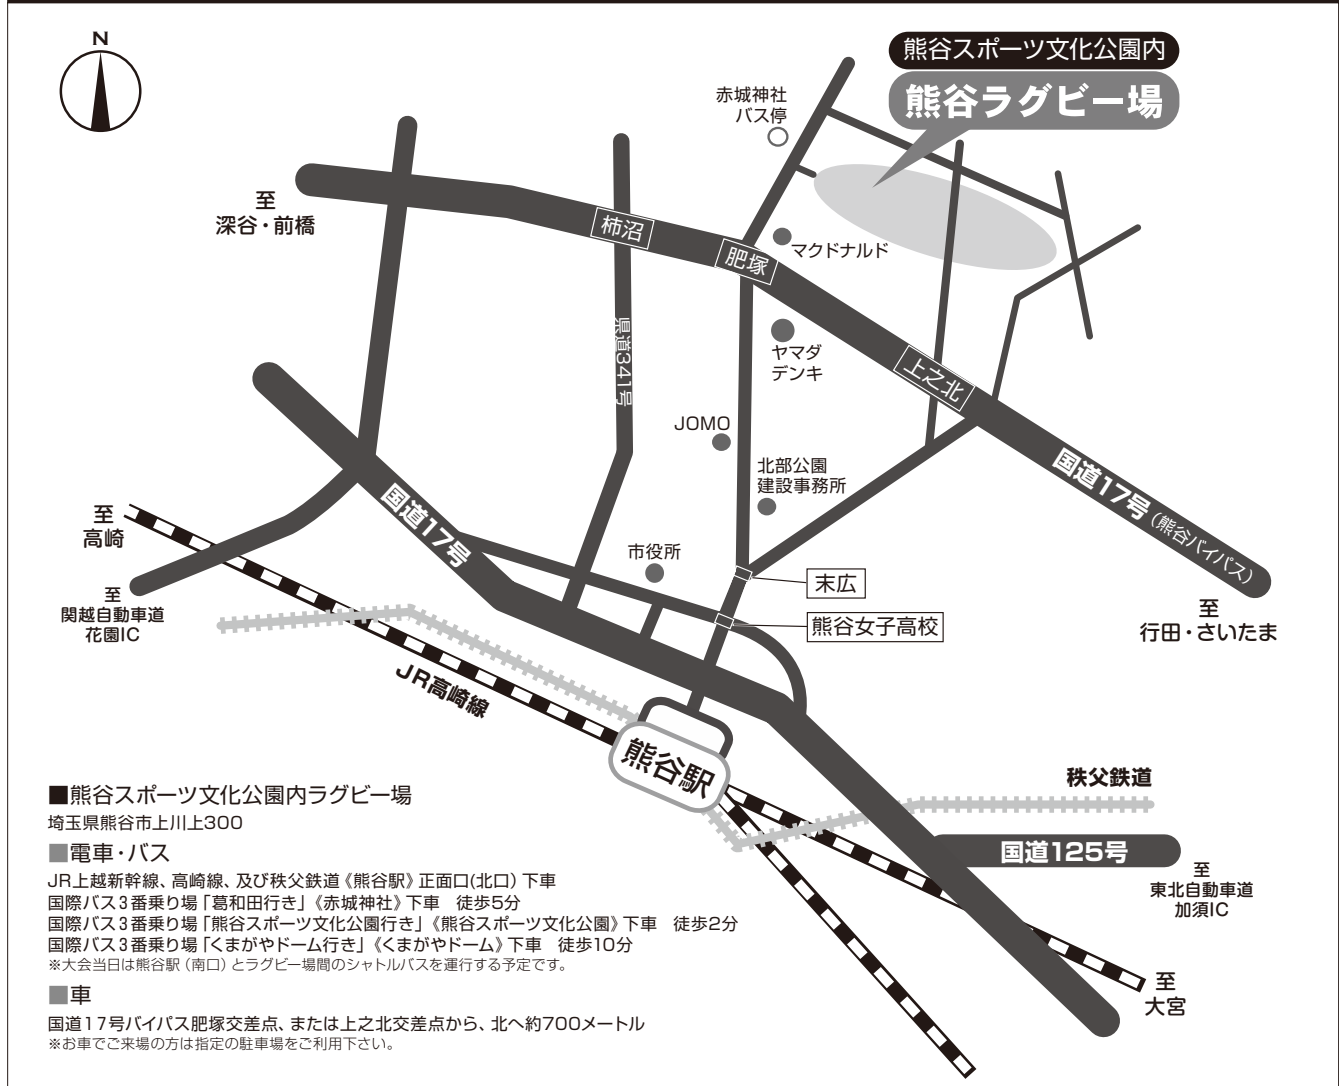 N
熊谷スポーツ文化公園内
熊谷ラグビー場
赤城神社
バス停
至
深谷・前橋
柿沼
肥塚
マクドナルド
県道341号
ヤマダ
デンキ
上之北
JOMO
北部公園
建設事務所
国道17号(熊谷バイパス)
国道17号
至
高崎
市役所
末広
至
関越自動車道
花園IC
熊谷女子高校
至
行田・さいたま
JR高崎線
熊谷駅
秩父鉄道
国道125号
至
東北自動車道
加須IC
至
大宮
■熊谷スポーツ文化公園内ラグビー場
埼玉県熊谷市上川上300
■電車・バス
JR上越新幹線、高崎線、及び秩父鉄道《熊谷駅》正面口(北口)下車
国際バス3番乗り場「葛和田行き」《赤城神社》下車 徒歩5分
国際バス3番乗り場「熊谷スポーツ文化公園行き」《熊谷スポーツ文化公園》下車 徒歩2分
国際バス3番乗り場「くまがやドーム行き」《くまがやドーム》下車 徒歩10分
※大会当日は熊谷駅(南口)とラグビー場間のシャトルバスを運行する予定です。
■車
国道17号バイパス肥塚交差点、または上之北交差点から、北へ約700メートル
※お車でご来場の方は指定の駐車場をご利用下さい。